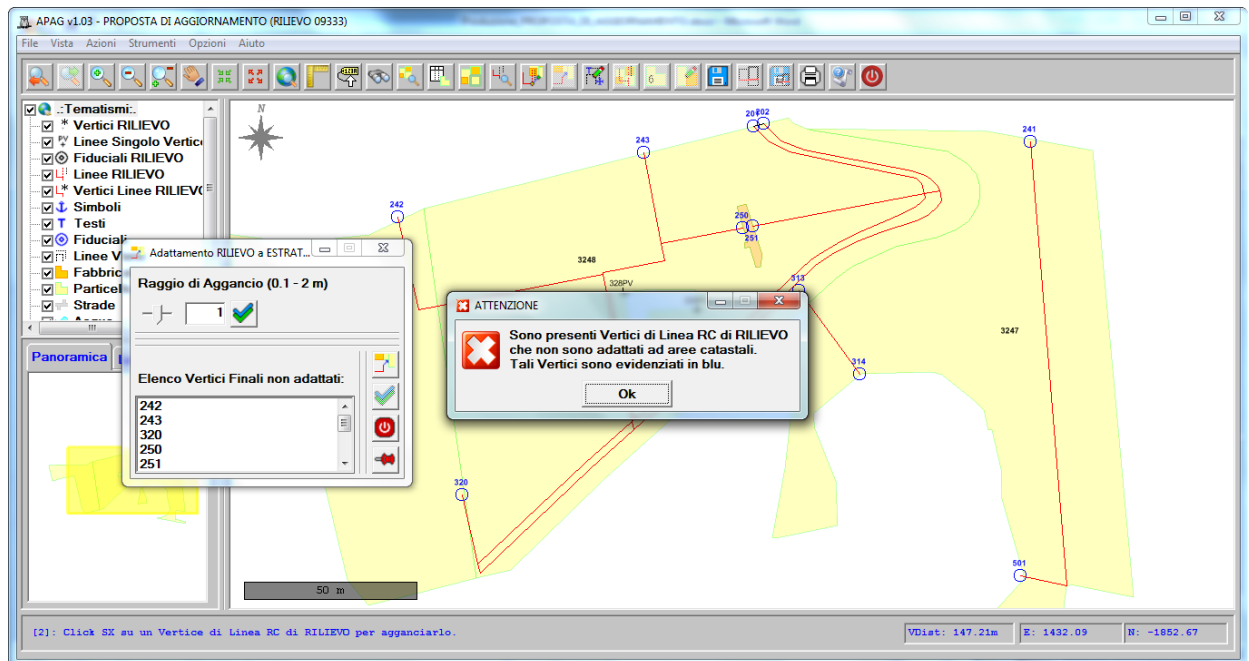 APAG v1.03 - PROPOSTA DI AGGIORNAMENTO (RILIEVO 09333)
File Vista Azioni Strumenti Opzioni Aiuto
.:Tematismi:.
Vertici RILIEVO
Linee Singolo Vertice
Fiduciali RILIEVO
Linee RILIEVO
Vertici Linee RILIEVO
Simboli
Testi
Fiduciali
Linee V
Fabbric
Particel
Strade
Panoramica
Adattamento RILIEVO a ESTRAT...
Raggio di Aggancio (0.1 - 2 m)
1
Elenco Vertici Finali non adattati:
242
243
320
250
251
ATTENZIONE
Sono presenti Vertici di Linea RC di RILIEVO
che non sono adattati ad aree catastali.
Tali Vertici sono evidenziati in blu.
Ok
N
202
241
243
242
250
251
3248
328PV
313
3247
314
320
501
50 m
[2]: Click SX su un Vertice di Linea RC di RILIEVO per agganciarlo.
VDist: 147.21m
E: 1432.09
N: -1852.67